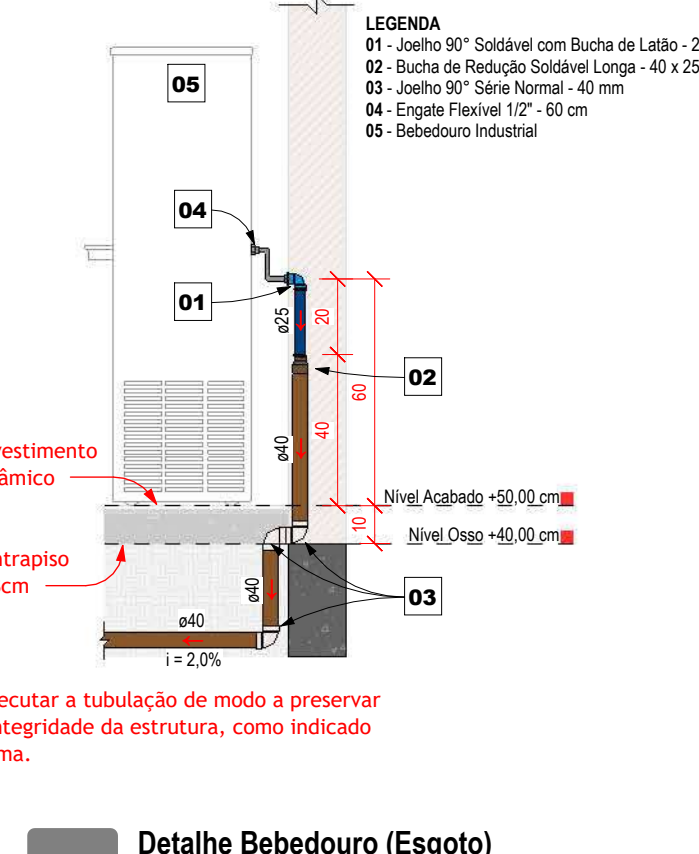 LEGENDA
01 - Joelho 90° Soldável com Bucha de Latão - 2
02 - Bucha de Redução Soldável Longa - 40 x 25
03 - Joelho 90° Série Normal - 40 mm
04 - Engate Flexível 1/2" - 60 cm
05 - Bebedouro Industrial
05
04
01
ø25
20
02
60
40
ø40
vestimento
âmico
Nível Acabado +50,00 cm
10
Nível Osso +40,00 cm
ntrapiso
cm
03
ø40
ø40
i = 2,0%
ecutar a tubulação de modo a preservar
ntegridade da estrutura, como indicado
ma.
Detalhe Bebedouro (Esgoto)